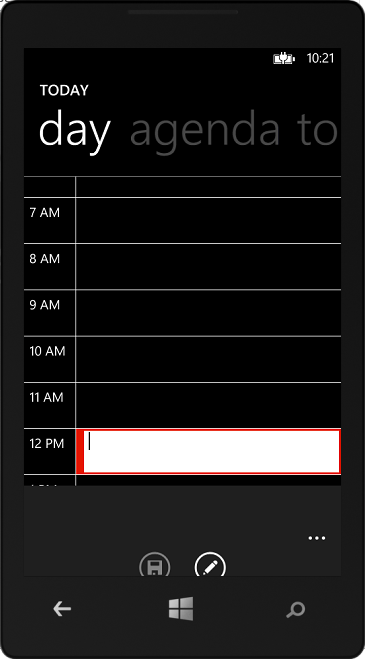 10:21
TODAY
day agenda to
7 AM
8 AM
9 AM
10 AM
11 AM
12 PM